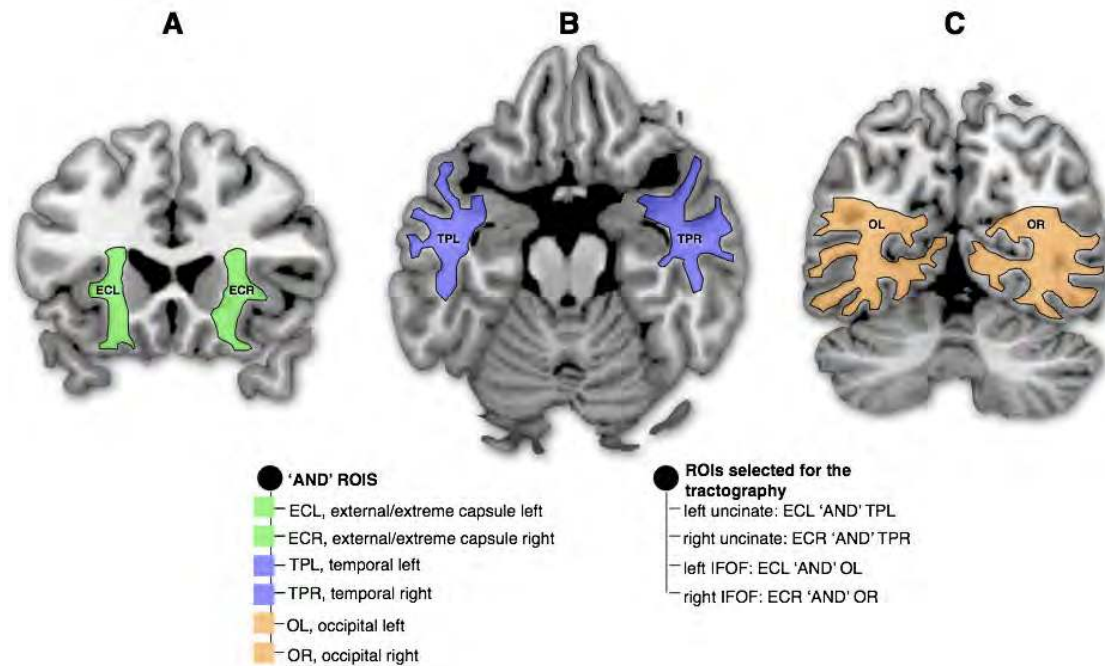 A
B
C
ECL
ECR
TPL
TPR
OL
OR
'AND' ROIS
ECL, external/extreme capsule left
ECR, external/extreme capsule right
TPL, temporal left
TPR, temporal right
OL, occipital left
OR, occipital right
ROIs selected for the
tractography
left uncinate: ECL 'AND' TPL
right uncinate: ECR 'AND' TPR
left IFOF: ECL 'AND' OL
right IFOF: ECR 'AND' OR